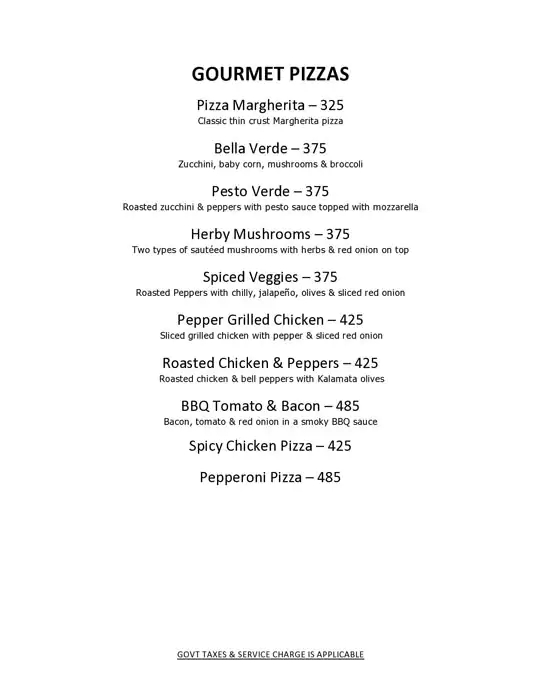 GOURMET PIZZAS
Pizza Margherita – 325
Classic thin crust Margherita pizza
Bella Verde – 375
Zucchini, baby corn, mushrooms & broccoli
Pesto Verde – 375
Roasted zucchini & peppers with pesto sauce topped with mozzarella
Herby Mushrooms – 375
Two types of sautéed mushrooms with herbs & red onion on top
Spiced Veggies – 375
Roasted Peppers with chilly, jalapeño, olives & sliced red onion
Pepper Grilled Chicken – 425
Sliced grilled chicken with pepper & sliced red onion
Roasted Chicken & Peppers – 425
Roasted chicken & bell peppers with Kalamata olives
BBQ Tomato & Bacon – 485
Bacon, tomato & red onion in a smoky BBQ sauce
Spicy Chicken Pizza – 425
Pepperoni Pizza – 485
GOVT TAXES & SERVICE CHARGE IS APPLICABLE